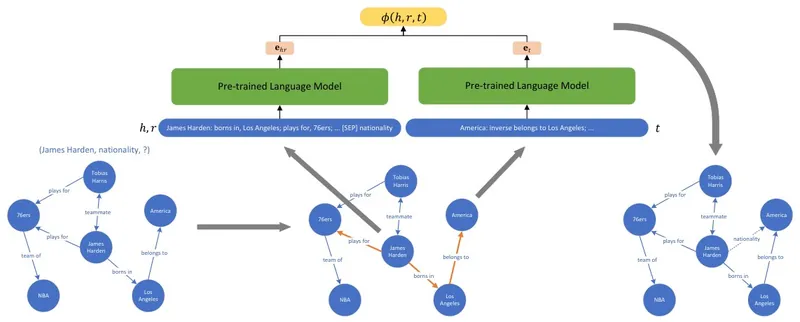 ϕ(h, r, t)
e_hr
e_t
Pre-trained Language Model
Pre-trained Language Model
h, r
James Harden: borns in, Los Angeles; plays for, 76ers; ... [SEP] nationality
America: inverse belongs to Los Angeles; ...
t
(James Harden, nationality, ?)
Tobias
Harris
plays for
76ers
teammate
America
plays for
James
Harden
team of
belongs to
borns in
NBA
Los
Angeles
Tobias
Harris
plays for
76ers
teammate
America
plays for
James
Harden
team of
belongs to
borns in
NBA
Los
Angeles
Tobias
Harris
plays for
76ers
teammate
America
nationality
plays for
James
Harden
team of
belongs to
borns in
NBA
Los
Angeles